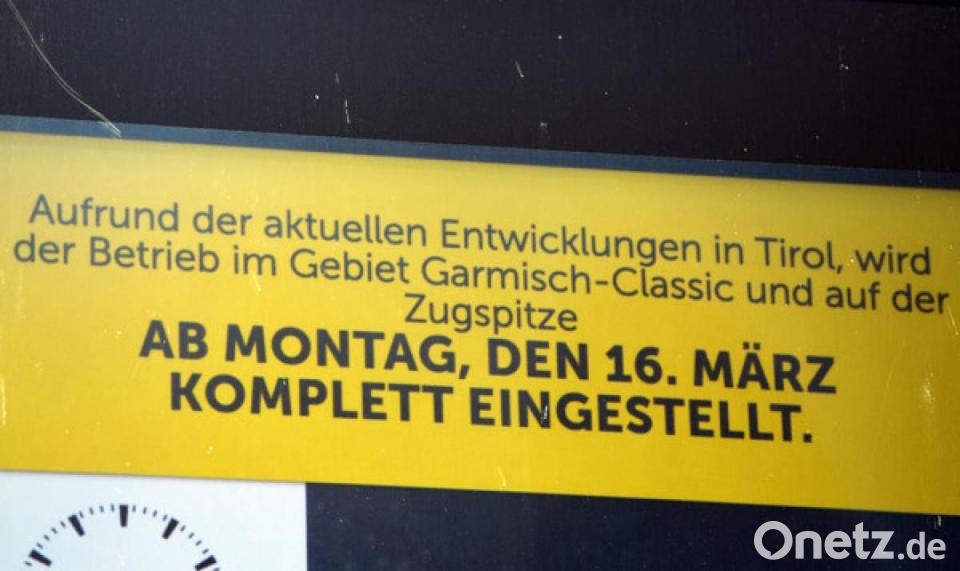 Aufrund der aktuellen Entwicklungen in Tirol, wird
der Betrieb im Gebiet Garmisch-Classic und auf der
Zugspitze
AB MONTAG, DEN 16. MÄRZ
KOMPLETT EINGESTELLT.
Onetz.de